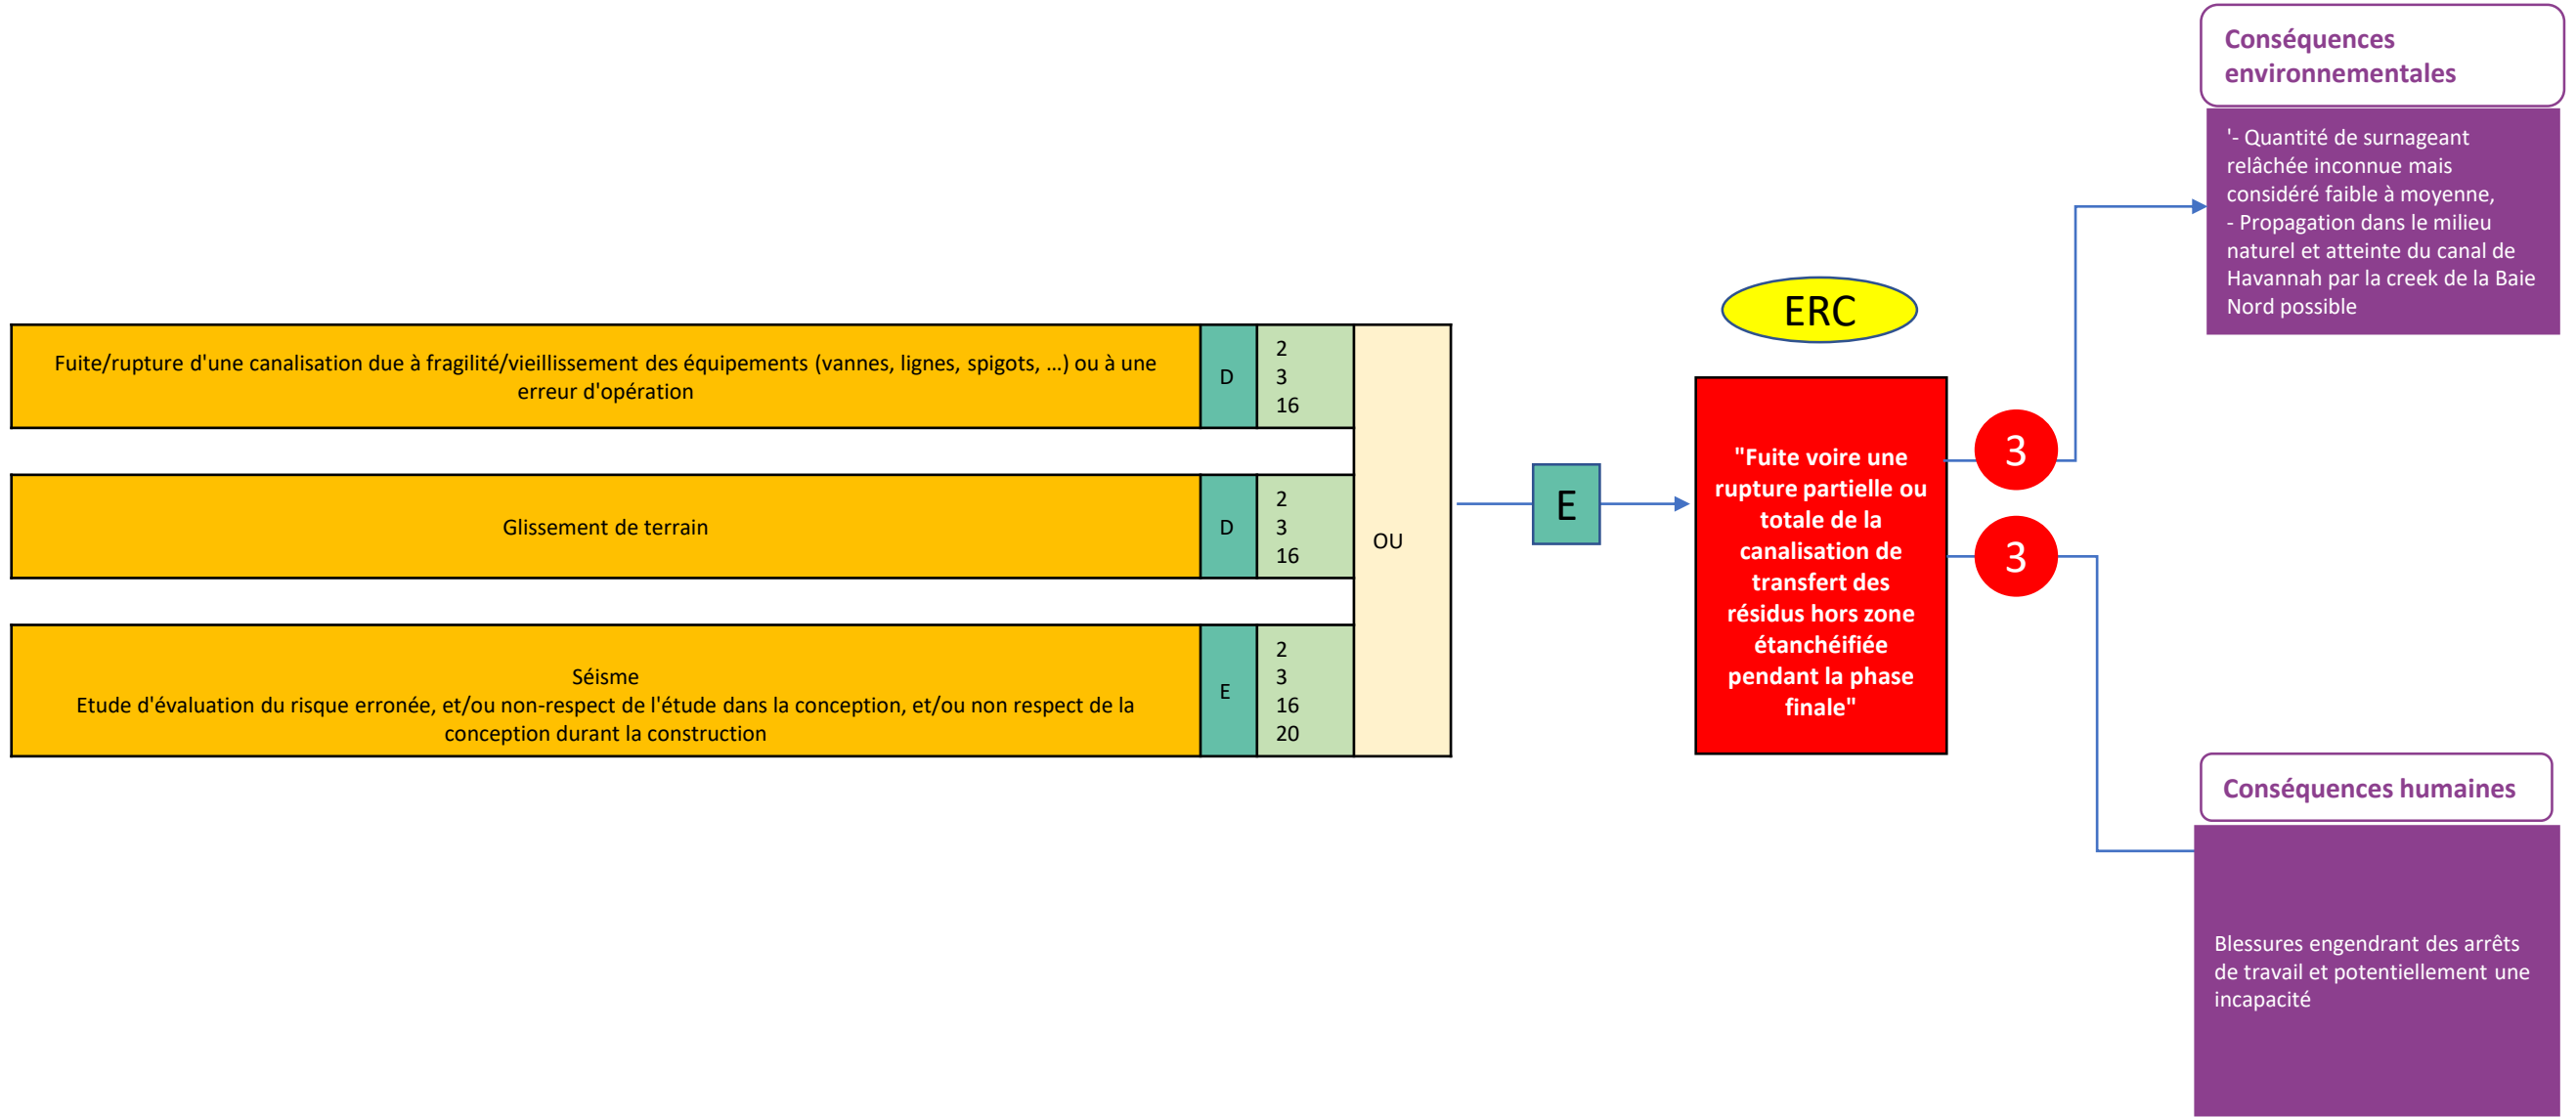 Fuite/rupture d'une canalisation due à fragilité/vieillissement des équipements (vannes, lignes, spigots, …) ou à une
erreur d'opération
D
2
3
16
Glissement de terrain
D
2
3
16
Séisme
Etude d'évaluation du risque erronée, et/ou non-respect de l'étude dans la conception, et/ou non respect de la
conception durant la construction
E
2
3
16
20
OU
E
ERC
"Fuite voire une
rupture partielle ou
totale de la
canalisation de
transfert des
résidus hors zone
étanchéifiée
pendant la phase
finale"
3
3
Conséquences
environnementales
'- Quantité de surnageant
relâchée inconnue mais
considéré faible à moyenne,
- Propagation dans le milieu
naturel et atteinte du canal de
Havannah par la creek de la Baie
Nord possible
Conséquences humaines
Blessures engendrant des arrêts
de travail et potentiellement une
incapacité